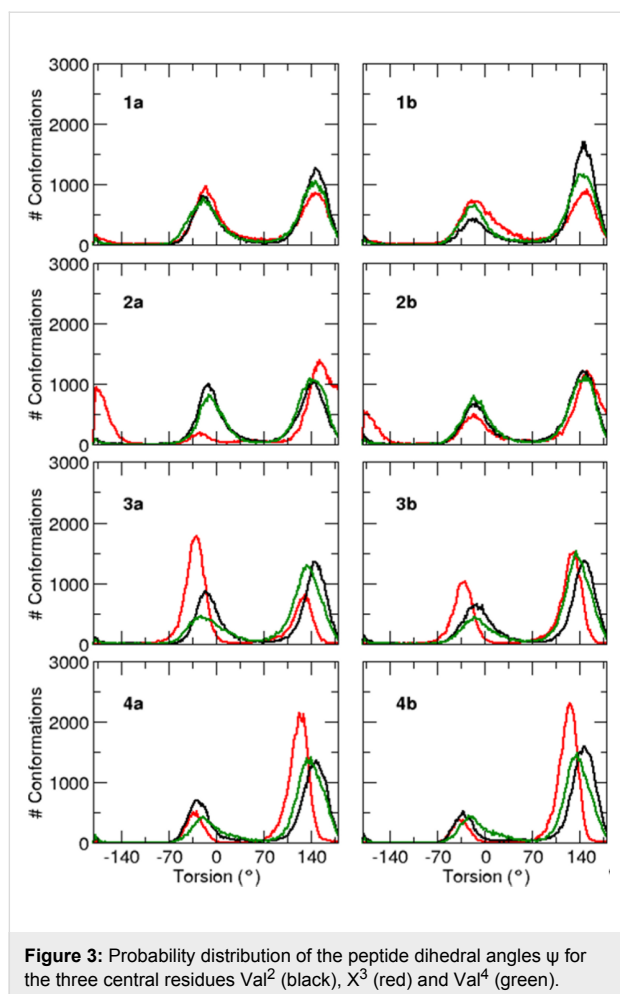 3000
2000
1000
0
# Conformations
1a
1b
3000
2000
1000
0
# Conformations
2a
2b
3000
2000
1000
0
# Conformations
3a
3b
3000
2000
1000
0
# Conformations
4a
4b
-140 -70 0 70 140
-140 -70 0 70 140
Torsion (°)
Torsion (°)
Figure 3: Probability distribution of the peptide dihedral angles ψ for
the three central residues Val² (black), X³ (red) and Val⁴ (green).